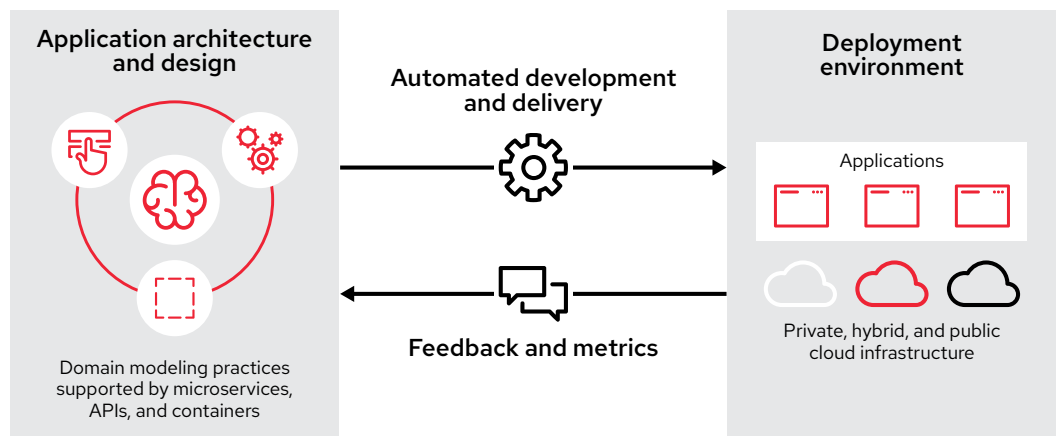 Application architecture
and design
Domain modeling practices
supported by microservices,
APIs, and containers
Automated development
and delivery
Feedback and metrics
Deployment
environment
Applications
Private, hybrid, and public
cloud infrastructure